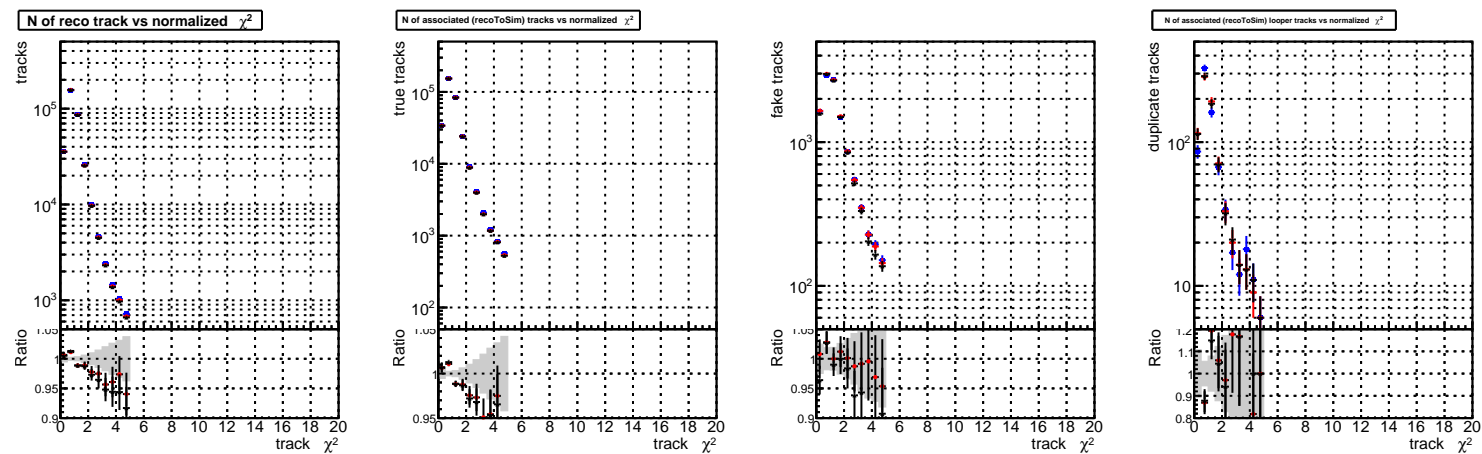 N of reco track vs normalized χ²
tracks
10⁵
10⁴
10³
Ratio
1.05
1
0.95
0.9
0 2 4 6 8 10 12 14 16 18 20
track χ²
N of associated (recoToSim) tracks vs normalized χ²
true tracks
10⁵
10⁴
10³
10²
Ratio
1.05
1
0.95
0 2 4 6 8 10 12 14 16 18 20
track χ²
fake tracks
10³
10²
Ratio
1.05
1
0.95
0.9
0 2 4 6 8 10 12 14 16 18 20
track χ²
N of associated (recoToSim) looper tracks vs normalized χ²
duplicate tracks
10²
10
Ratio
1.2
1.1
1
0.9
0.8
0 2 4 6 8 10 12 14 16 18 20
track χ²